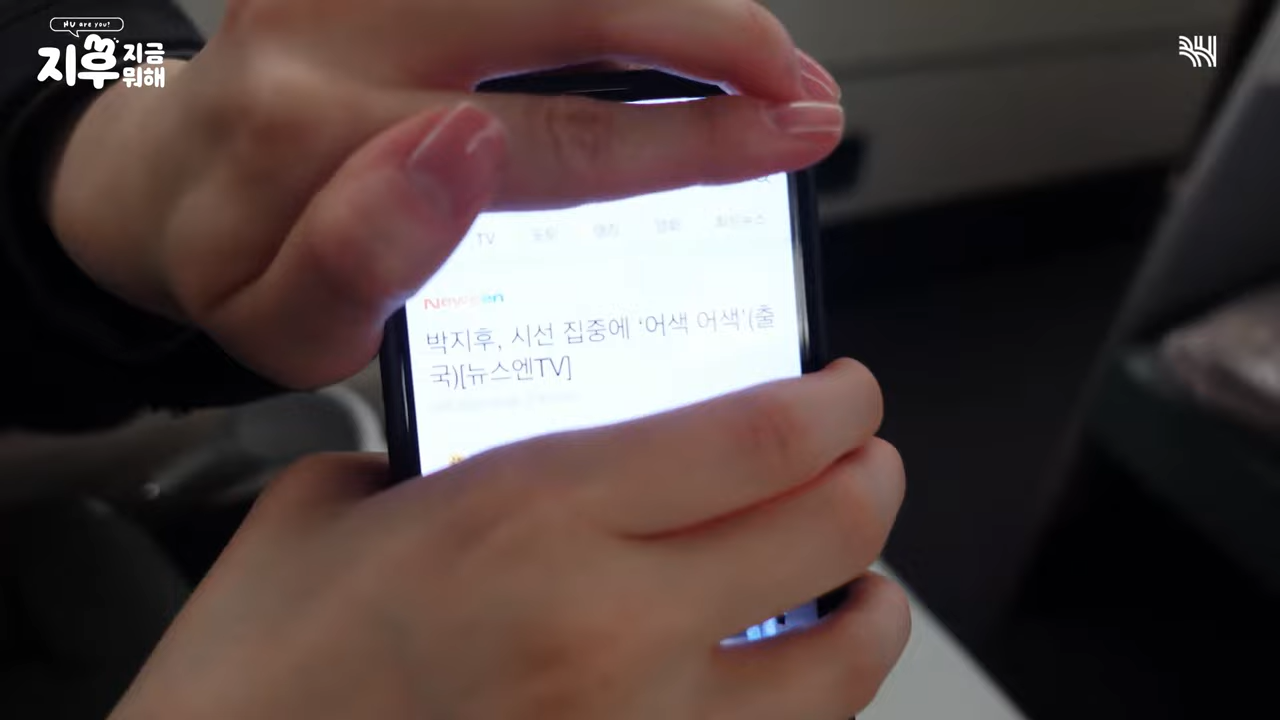 HU are you?
지후 지금
뭐해
TV
Newsen
박지후, 시선 집중에 ‘어색 어색’(출
국)[뉴스엔TV]